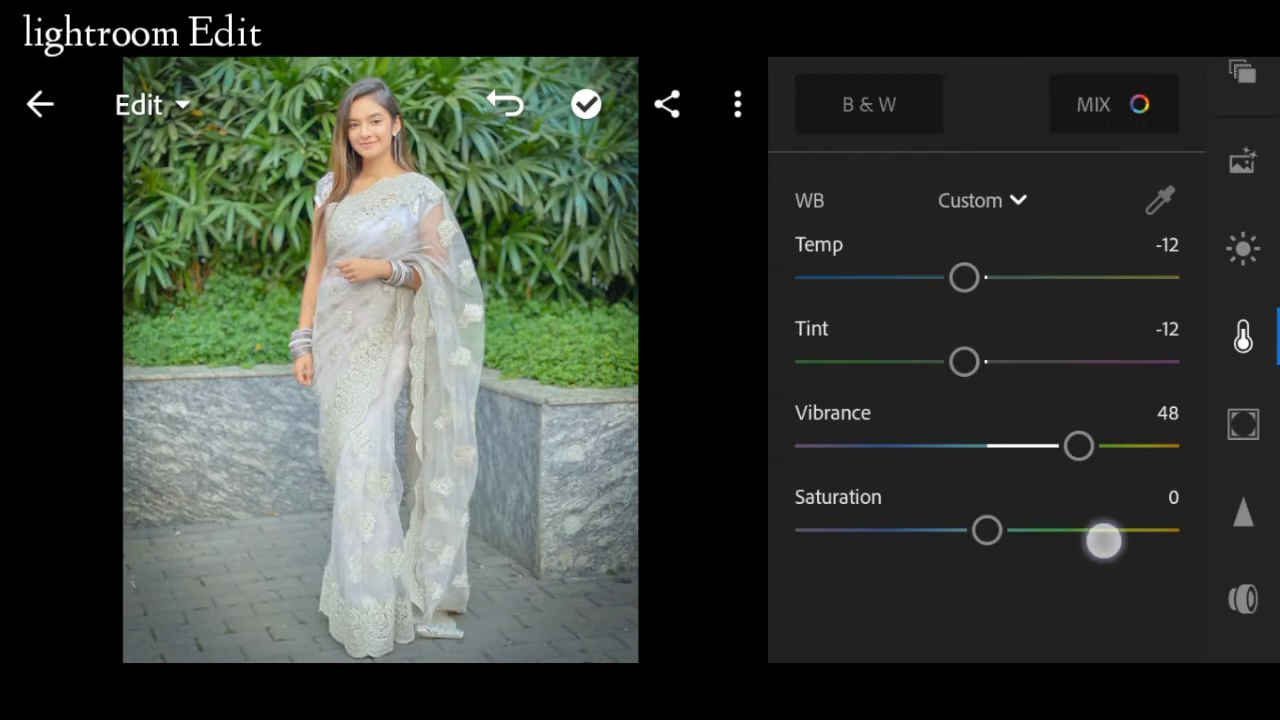 lightroom Edit
Edit
B & W
MIX
WB
Custom
Temp
-12
Tint
-12
Vibrance
48
Saturation
0